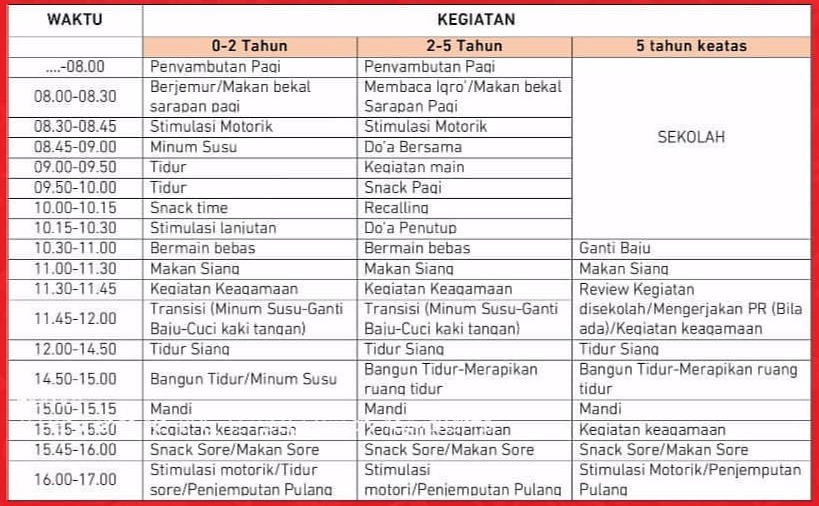 WAKTU KEGIATAN
0-2 Tahun 2-5 Tahun 5 tahun keatas
....-08.00 Penyambutan Pagi Penyambutan Pagi
08.00-08.30 Berjemur/Makan bekal Membaca Iqro'/Makan bekal
sarapan pagi Sarapan Pagi
08.30-08.45 Stimulasi Motorik Stimulasi Motorik
SEKOLAH
08.45-09.00 Minum Susu Do'a Bersama
09.00-09.50 Tidur Kegiatan main
09.50-10.00 Tidur Snack Pagi
10.00-10.15 Snack time Recalling
10.15-10.30 Stimulasi lanjutan Do'a Penutup
10.30-11.00 Bermain bebas Bermain bebas Ganti Baju
11.00-11.30 Makan Siang Makan Siang Makan Siang
11.30-11.45 Kegiatan Keagamaan Kegiatan Keagamaan Review Kegiatan
11.45-12.00 Transisi (Minum Susu-Ganti Transisi (Minum Susu-Ganti disekolah/Mengerjakan PR (Bila
Baju-Cuci kaki tangan) Baju-Cuci kaki tangan) ada)/Kegiatan keagamaan
12.00-14.50 Tidur Siang Tidur Siang Tidur Siang
14.50-15.00 Bangun Tidur/Minum Susu Bangun Tidur-Merapikan Bangun Tidur-Merapikan ruang
ruang tidur tidur
15.00-15.15 Mandi Mandi Mandi
15.15-15.30 Kegiatan keagamaan Kegiatan keagamaan Kegiatan keagamaan
15.45-16.00 Snack Sore/Makan Sore Snack Sore/Makan Sore Snack Sore/Makan Sore
16.00-17.00 Stimulasi motorik/Tidur Stimulasi Stimulasi Motorik/Penjemputan
sore/Penjemputan Pulang motori/Penjemputan Pulang Pulang